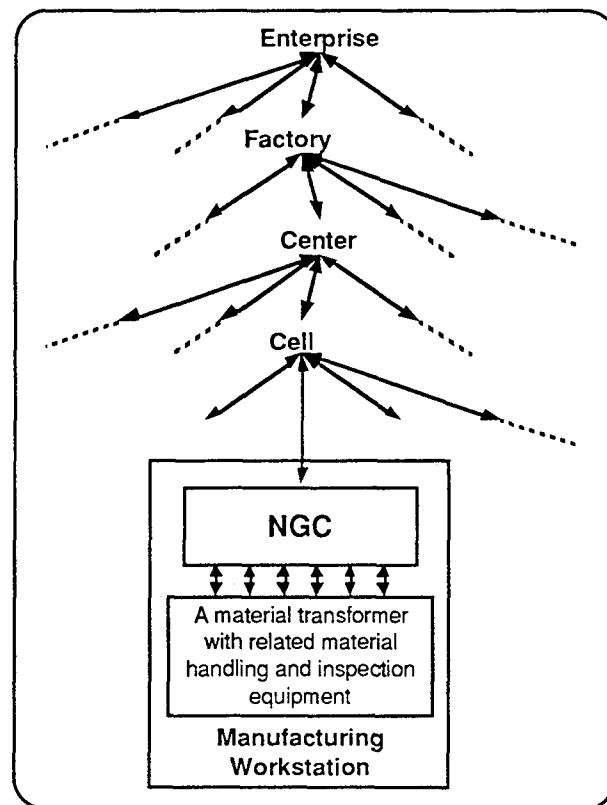 Enterprise
Factory
Center
Cell
NGC
A material transformer
with related material
handling and inspection
equipment
Manufacturing
Workstation